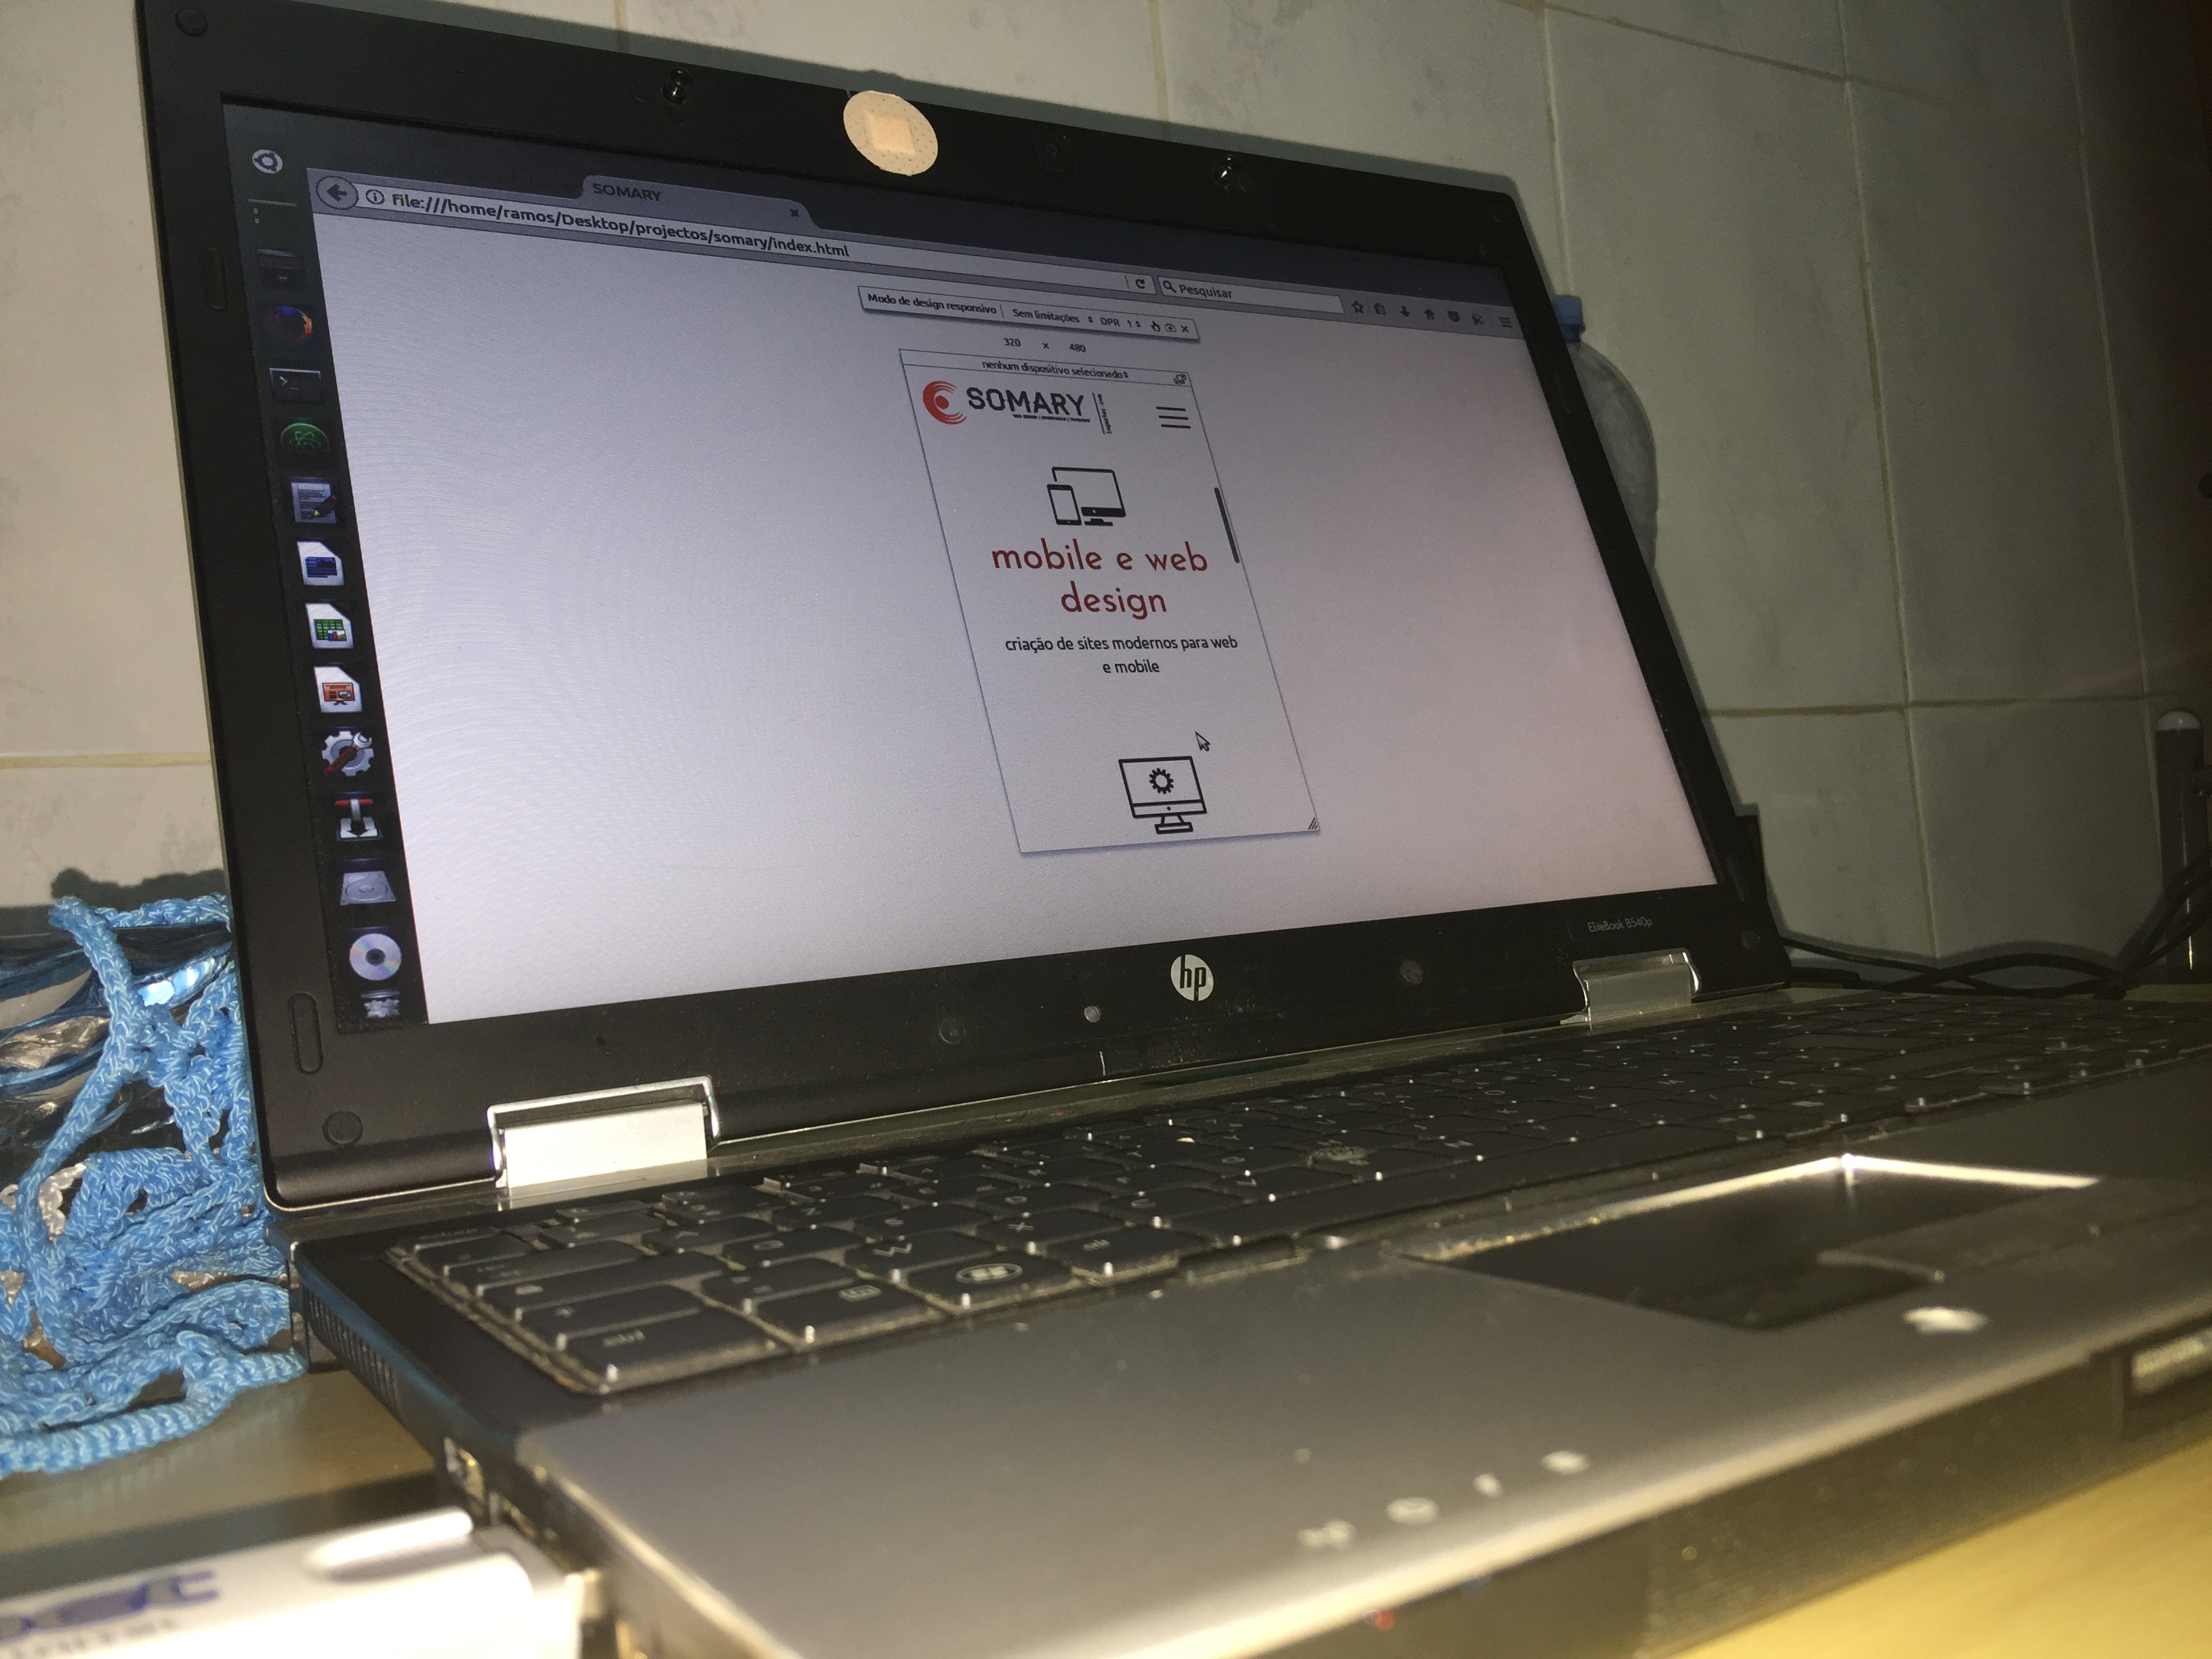 SOMARY
File:///home/ramos/Desktop/projectos/somary/index.html
Pesquisar
Modo de design responsivo Sem limitações DPR 1
320 x 480
nenhum dispositivo selecionado
SOMARY
mobile e web
design
criação de sites modernos para web
e mobile
EliteBook 8540p
hp